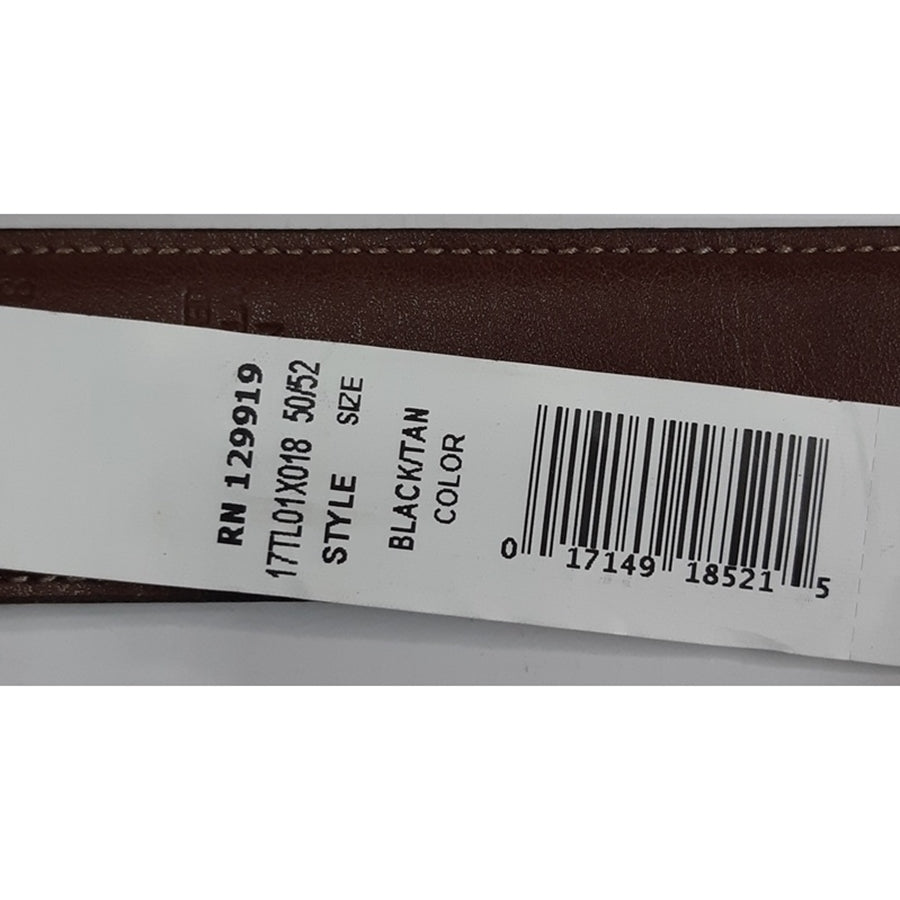 RN 129919
17TL01X018 50/52
STYLE SIZE
BLACK/TAN
COLOR
0 17149 18521 5